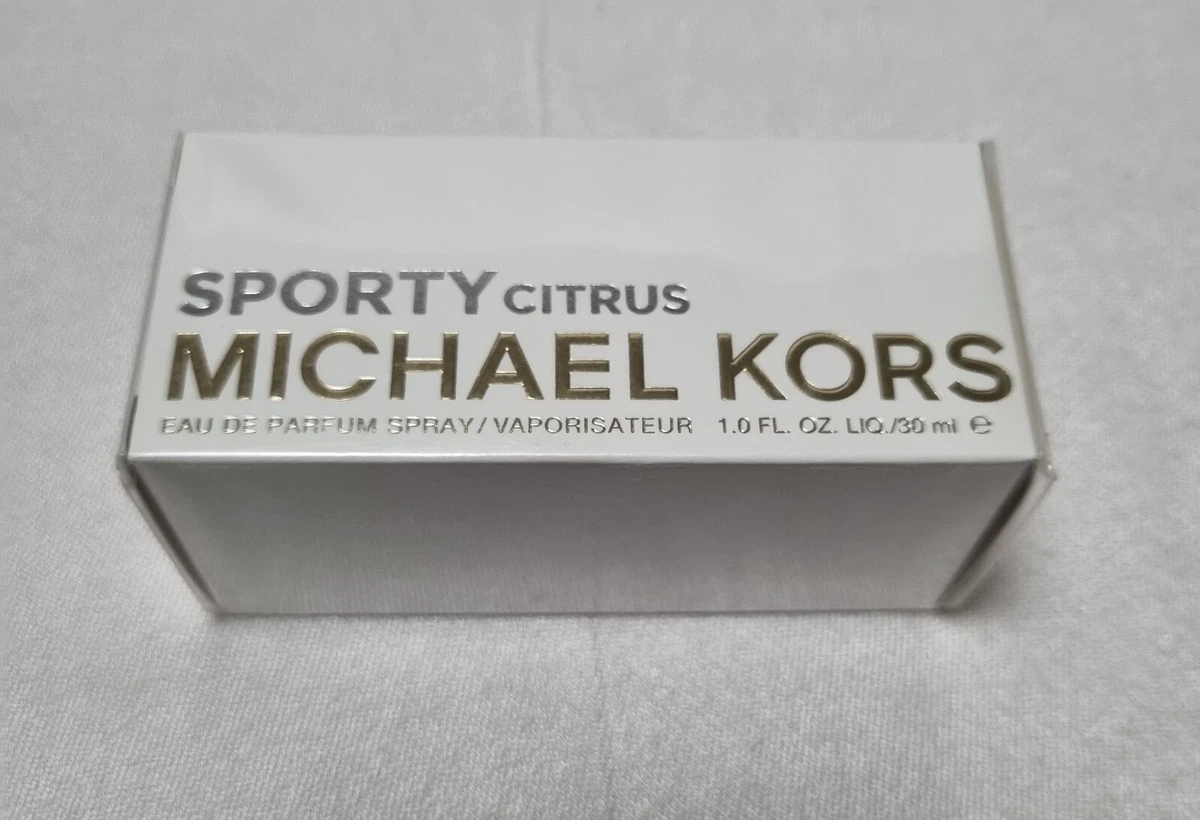 SPORTY CITRUS
MICHAEL KORS
EAU DE PARFUM SPRAY/VAPORISATEUR 1.0 FL. OZ. LIQ./30 ml ℮